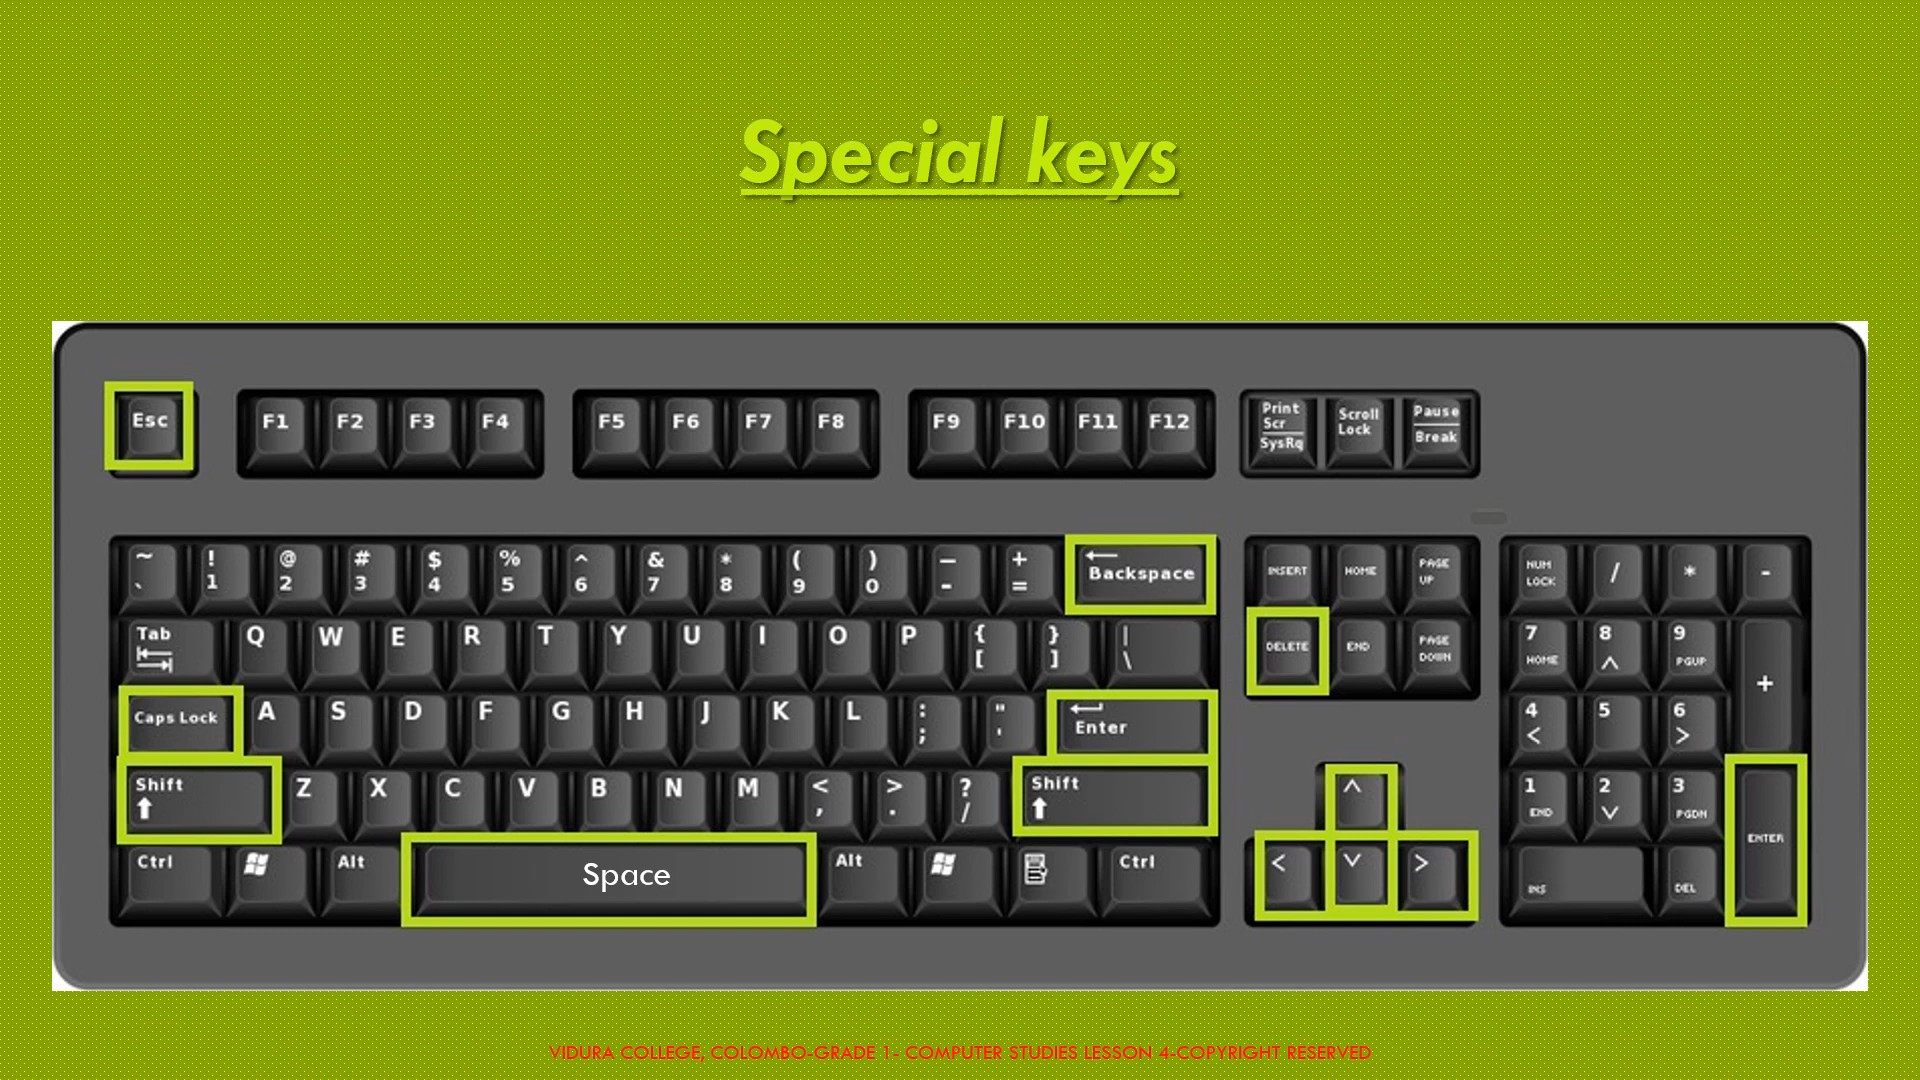 Special keys
Esc F1 F2 F3 F4 F5 F6 F7 F8 F9 F10 F11 F12 Print Scr SysRq Scroll Lock Pause Break
~ ` ! 1 @ 2 # 3 $ 4 % 5 ^ 6 & 7 * 8 ( 9 ) 0 — - + = ← Backspace INSERT HOME PAGE UP NUM LOCK / * -
Tab Q W E R T Y U I O P { [ } ] | \ DELETE END PAGE DOWN 7 HOME 8 ^ 9 PGUP +
Caps Lock A S D F G H J K L : ; " ' Enter 4 < 5 6 >
Shift Z X C V B N M < , > . ? / Shift ^ 1 END 2 v 3 PGDN ENTER
Ctrl Alt Space Alt Ctrl < v > INS DEL
VIDURA COLLEGE, COLOMBO-GRADE 1- COMPUTER STUDIES LESSON 4-COPYRIGHT RESERVED